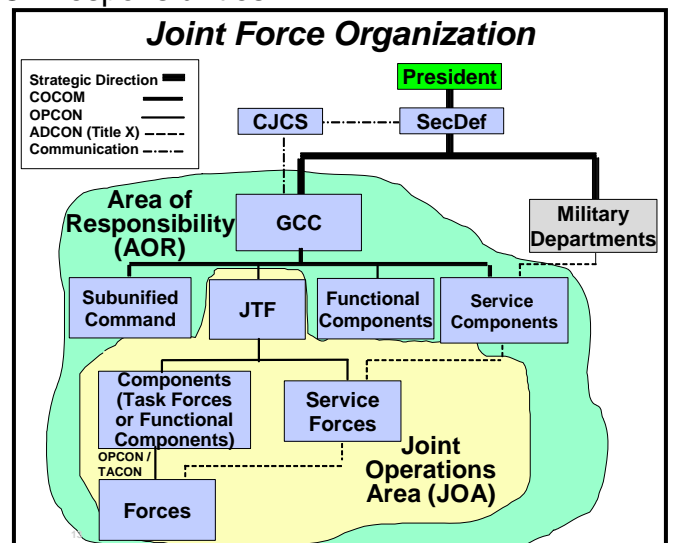 Joint Force Organization
Strategic Direction
COCOM
OPCON
ADCON (Title X)
Communication
President
CJCS
SecDef
Area of
Responsibility
(AOR)
GCC
Military
Departments
Subunified
Command
JTF
Functional
Components
Service
Components
Components
(Task Forces
or Functional
Components)
Service
Forces
OPCON /
TACON
Joint
Operations
Area (JOA)
Forces